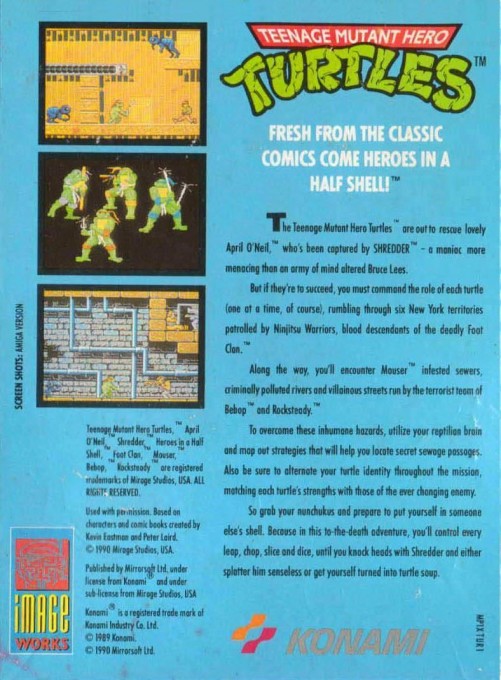 TEENAGE MUTANT HERO
TURTLES™
FRESH FROM THE CLASSIC
COMICS COME HEROES IN A
HALF SHELL!™
The Teenage Mutant Hero Turtles™ are out to rescue lovely
April O'Neil,™ who's been captured by SHREDDER™ – a maniac more
menacing than an army of mind altered Bruce Lees.
But if they're to succeed, you must command the role of each turtle
(one at a time, of course), rumbling through six New York territories
patrolled by Ninjitsu Warriors, blood descendants of the deadly Foot
Clan.™
Along the way, you'll encounter Mouser™ infested sewers,
criminally polluted rivers and villainous streets run by the terrorist team of
Bebop™ and Rocksteady.™
To overcome these inhumane hazards, utilize your reptilian brain
and map out strategies that will help you locate secret sewage passages.
Also be sure to alternate your turtle identity throughout the mission,
matching each turtle's strengths with those of the ever changing enemy.
So grab your nunchukus and prepare to put yourself in someone
else's shell. Because in this to-the-death adventure, you'll control every
leap, chop, slice and dice, until you knock heads with Shredder and either
splatter him senseless or get yourself turned into turtle soup.
SCREEN SHOTS: AMIGA VERSION
Teenage Mutant Hero Turtles,™ April
O'Neil,™ Shredder,™ Heroes in a Half
Shell,™ Foot Clan,™ Mouser,™
Bebop,™ Rocksteady™ are registered
trademarks of Mirage Studios, USA. ALL
RIGHTS RESERVED.
Used with permission. Based on
characters and comic books created by
Kevin Eastman and Peter Laird.
© 1990 Mirage Studios, USA.
Published by Mirrorsoft Ltd. under
license from Konami® and under
sub-license from Mirage Studios, USA
Konami® is a registered trade mark of
Konami Industry Co. Ltd.
© 1989 Konami.
© 1990 Mirrorsoft Ltd.
IMAGE
WORKS
KONAMI
MPIXTUR1